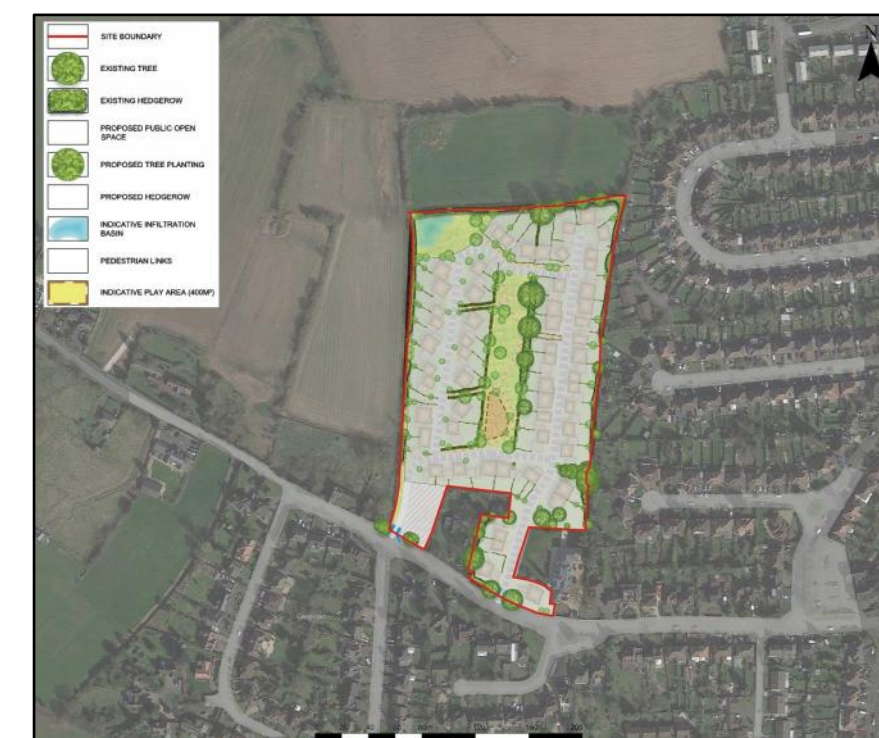 SITE BOUNDARY
EXISTING TREE
EXISTING HEDGEROW
PROPOSED PUBLIC OPEN
SPACE
PROPOSED TREE PLANTING
PROPOSED HEDGEROW
INDICATIVE INFILTRATION
BASIN
PEDESTRIAN LINKS
INDICATIVE PLAY AREA (400M²)
N